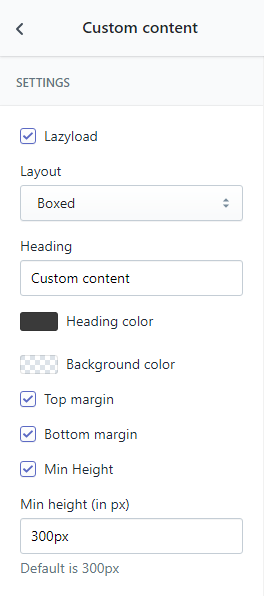 Custom content
SETTINGS
Lazyload
Layout
Boxed
Heading
Custom content
Heading color
Background color
Top margin
Bottom margin
Min Height
Min height (in px)
300px
Default is 300px